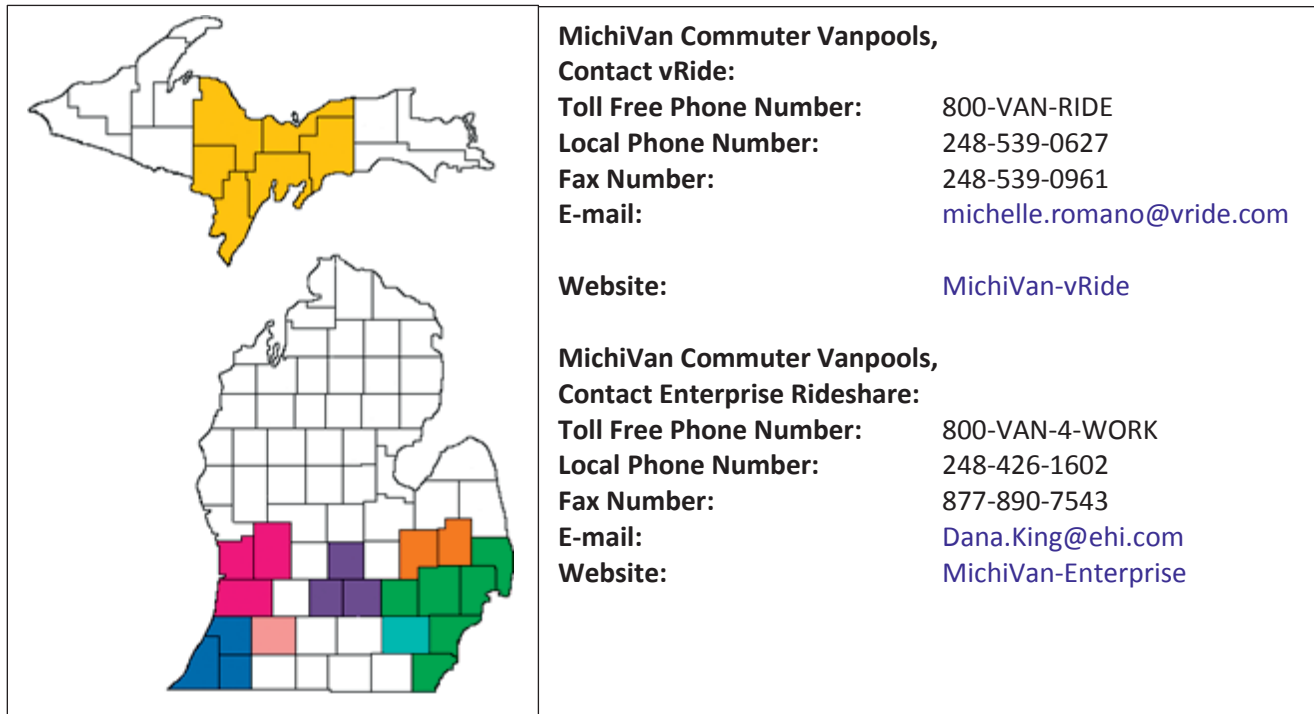 MichiVan Commuter Vanpools,
Contact vRide:
Toll Free Phone Number: 800-VAN-RIDE
Local Phone Number: 248-539-0627
Fax Number: 248-539-0961
E-mail: michelle.romano@vride.com
Website: MichiVan-vRide
MichiVan Commuter Vanpools,
Contact Enterprise Rideshare:
Toll Free Phone Number: 800-VAN-4-WORK
Local Phone Number: 248-426-1602
Fax Number: 877-890-7543
E-mail: Dana.King@ehi.com
Website: MichiVan-Enterprise